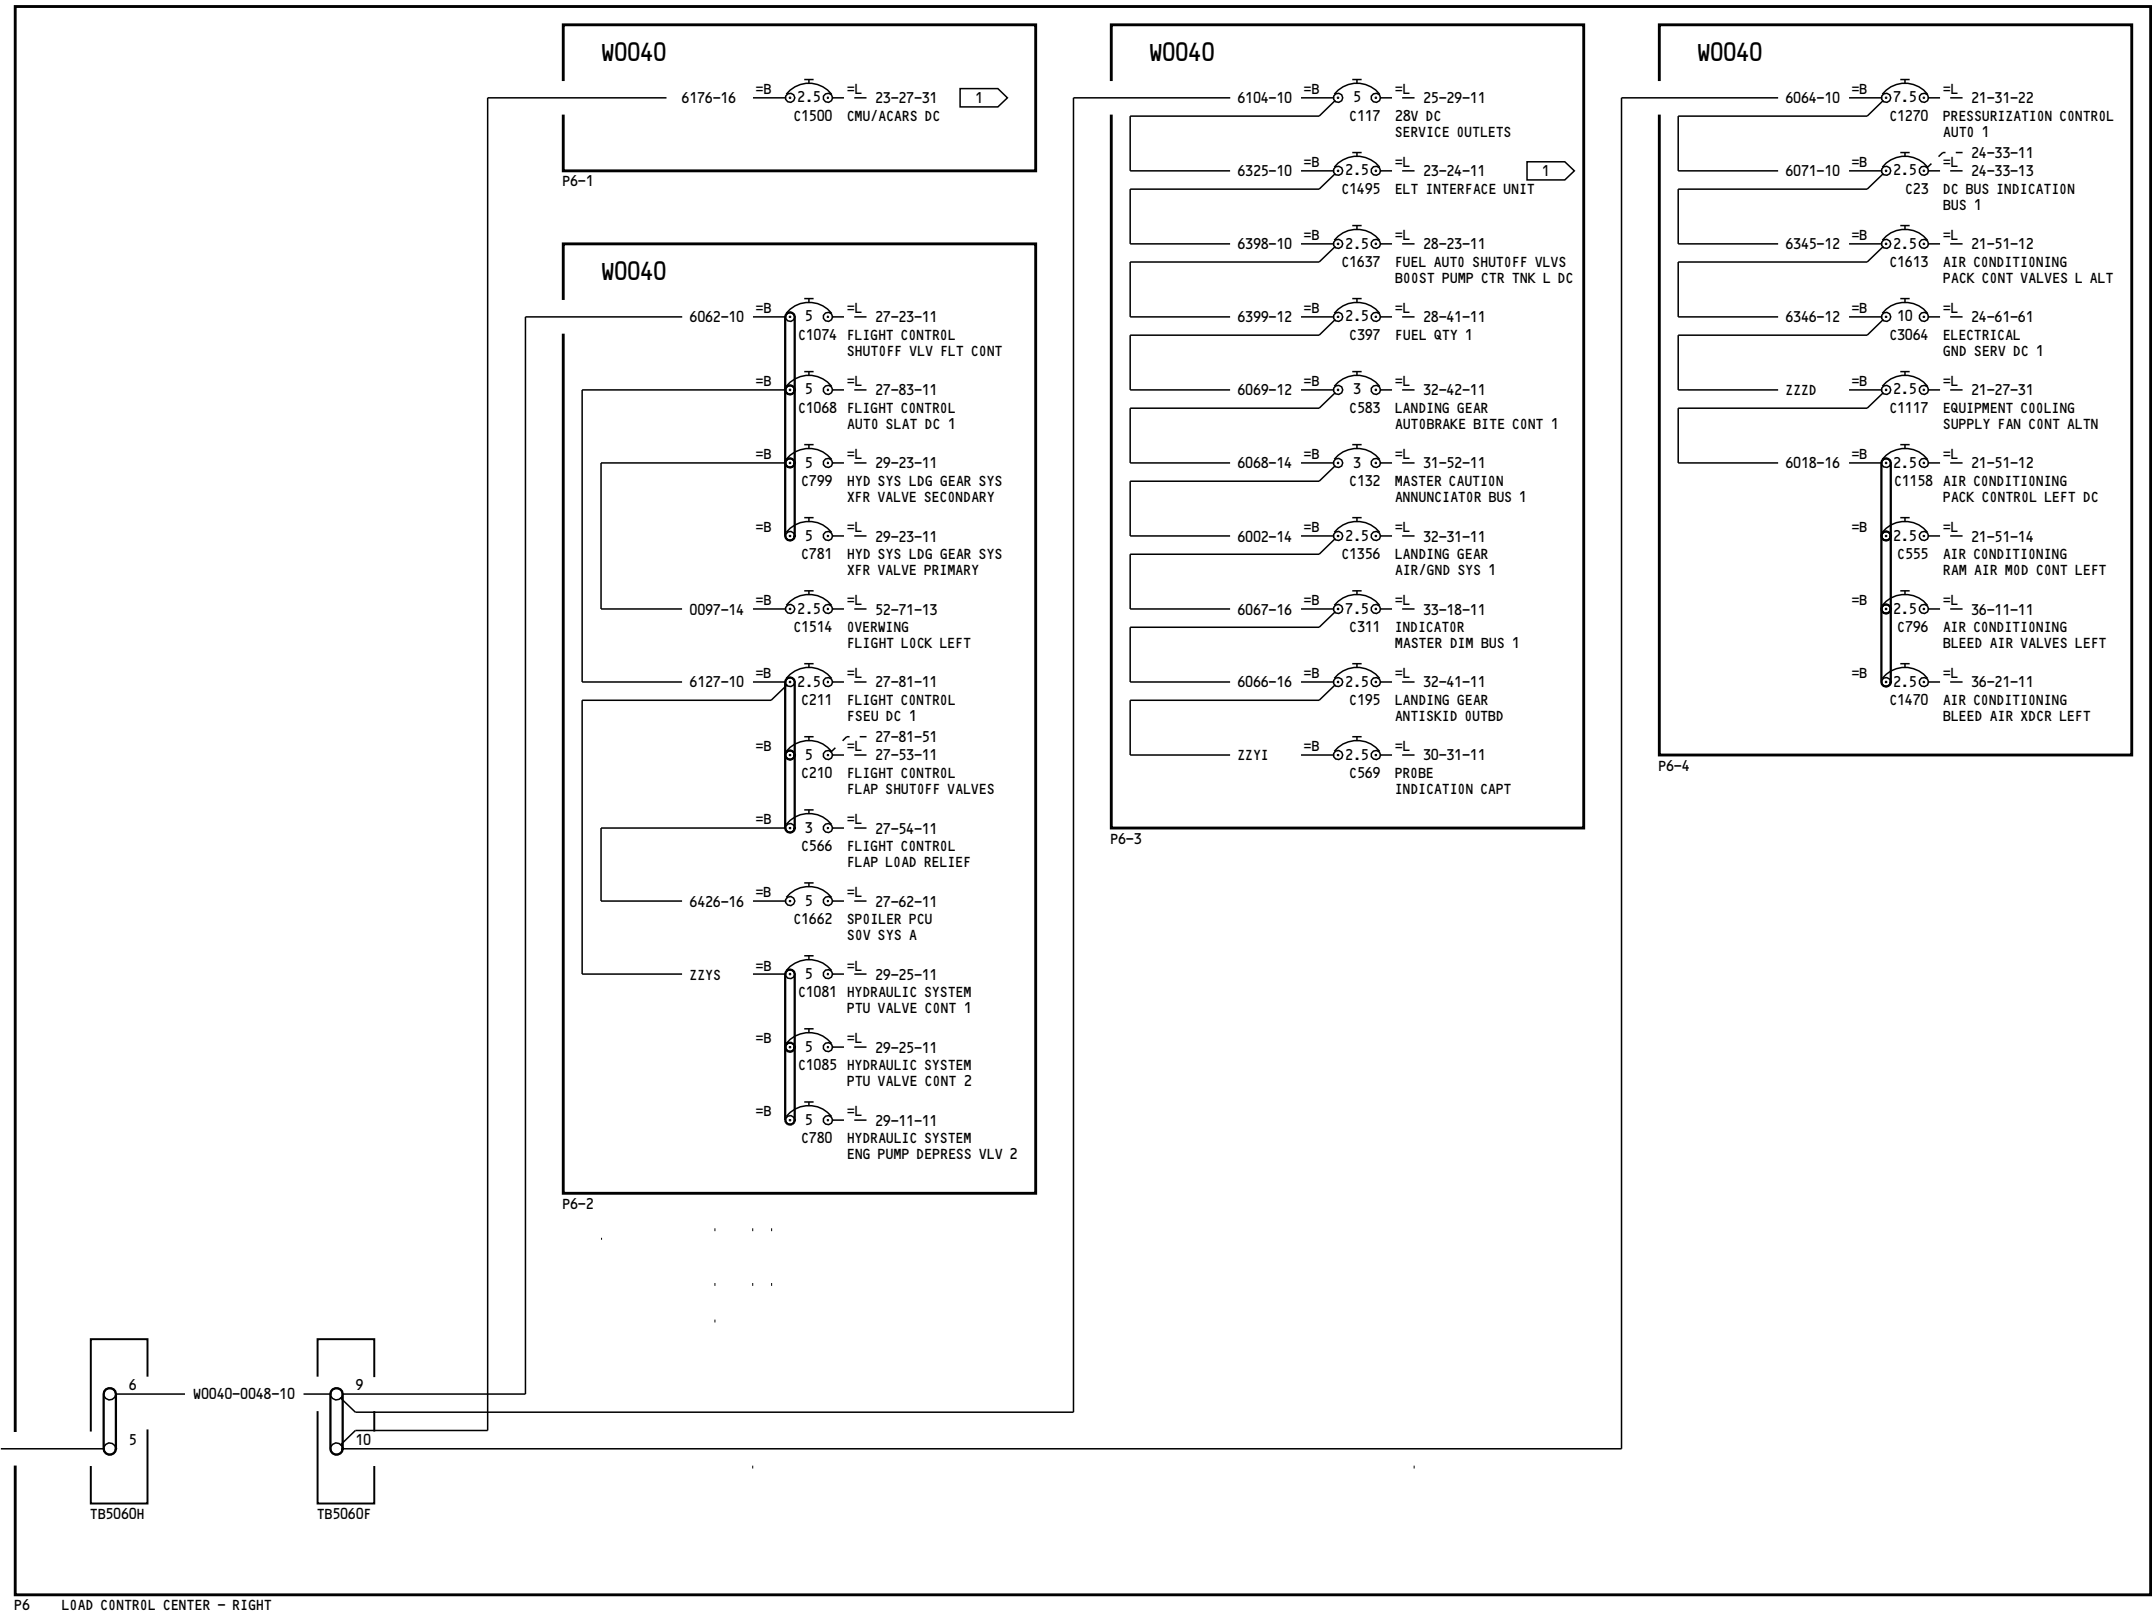 W0040
6176-16 =B 2.5 =L 23-27-31 1
C1500 CMU/ACARS DC
P6-1
W0040
6062-10 =B 5 =L 27-23-11
C1074 FLIGHT CONTROL
SHUTOFF VLV FLT CONT
=B 5 =L 27-83-11
C1068 FLIGHT CONTROL
AUTO SLAT DC 1
=B 5 =L 29-23-11
C799 HYD SYS LDG GEAR SYS
XFR VALVE SECONDARY
=B 5 =L 29-23-11
C781 HYD SYS LDG GEAR SYS
XFR VALVE PRIMARY
0097-14 =B 2.5 =L 52-71-13
C1514 OVERWING
FLIGHT LOCK LEFT
6127-10 =B 2.5 =L 27-81-11
C211 FLIGHT CONTROL
FSEU DC 1
27-81-51
=B 5 =L 27-53-11
C210 FLIGHT CONTROL
FLAP SHUTOFF VALVES
=B 3 =L 27-54-11
C566 FLIGHT CONTROL
FLAP LOAD RELIEF
6426-16 =B 5 =L 27-62-11
C1662 SPOILER PCU
SOV SYS A
ZZYS =B 5 =L 29-25-11
C1081 HYDRAULIC SYSTEM
PTU VALVE CONT 1
=B 5 =L 29-25-11
C1085 HYDRAULIC SYSTEM
PTU VALVE CONT 2
=B 5 =L 29-11-11
C780 HYDRAULIC SYSTEM
ENG PUMP DEPRESS VLV 2
P6-2
W0040
6104-10 =B 5 =L 25-29-11
C117 28V DC
SERVICE OUTLETS
6325-10 =B 2.5 =L 23-24-11 1
C1495 ELT INTERFACE UNIT
6398-10 =B 2.5 =L 28-23-11
C1637 FUEL AUTO SHUTOFF VLVS
BOOST PUMP CTR TNK L DC
6399-12 =B 2.5 =L 28-41-11
C397 FUEL QTY 1
6069-12 =B 3 =L 32-42-11
C583 LANDING GEAR
AUTOBRAKE BITE CONT 1
6068-14 =B 3 =L 31-52-11
C132 MASTER CAUTION
ANNUNCIATOR BUS 1
6002-14 =B 2.5 =L 32-31-11
C1356 LANDING GEAR
AIR/GND SYS 1
6067-16 =B 7.5 =L 33-18-11
C311 INDICATOR
MASTER DIM BUS 1
6066-16 =B 2.5 =L 32-41-11
C195 LANDING GEAR
ANTISKID OUTBD
ZZYI =B 2.5 =L 30-31-11
C569 PROBE
INDICATION CAPT
P6-3
W0040
6064-10 =B 7.5 =L 21-31-22
C1270 PRESSURIZATION CONTROL
AUTO 1
24-33-11
6071-10 =B 2.5 =L 24-33-13
C23 DC BUS INDICATION
BUS 1
6345-12 =B 2.5 =L 21-51-12
C1613 AIR CONDITIONING
PACK CONT VALVES L ALT
6346-12 =B 10 =L 24-61-61
C3064 ELECTRICAL
GND SERV DC 1
ZZZD =B 2.5 =L 21-27-31
C1117 EQUIPMENT COOLING
SUPPLY FAN CONT ALTN
6018-16 =B 2.5 =L 21-51-12
C1158 AIR CONDITIONING
PACK CONTROL LEFT DC
=B 2.5 =L 21-51-14
C555 AIR CONDITIONING
RAM AIR MOD CONT LEFT
=B 2.5 =L 36-11-11
C796 AIR CONDITIONING
BLEED AIR VALVES LEFT
=B 2.5 =L 36-21-11
C1470 AIR CONDITIONING
BLEED AIR XDCR LEFT
P6-4
6 W0040-0048-10 9
5 10
TB5060H TB5060F
P6 LOAD CONTROL CENTER - RIGHT